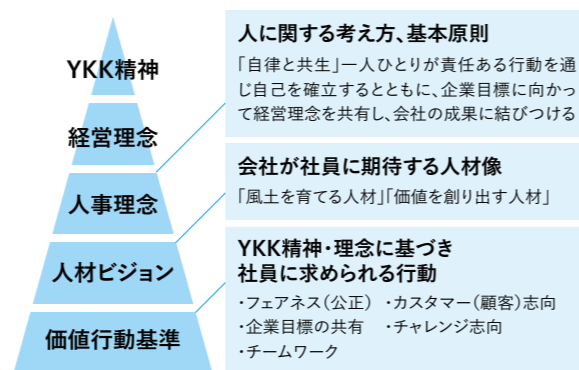 YKK精神
経営理念
人事理念
人材ビジョン
価値行動基準
人に関する考え方、基本原則
「自律と共生」一人ひとりが責任ある行動を通
じ自己を確立するとともに、企業目標に向かっ
て経営理念を共有し、会社の成果に結びつける
会社が社員に期待する人材像
「風土を育てる人材」「価値を創り出す人材」
YKK精神・理念に基づき
社員に求められる行動
・フェアネス（公正） ・カスタマー（顧客）志向
・企業目標の共有 ・チャレンジ志向
・チームワーク